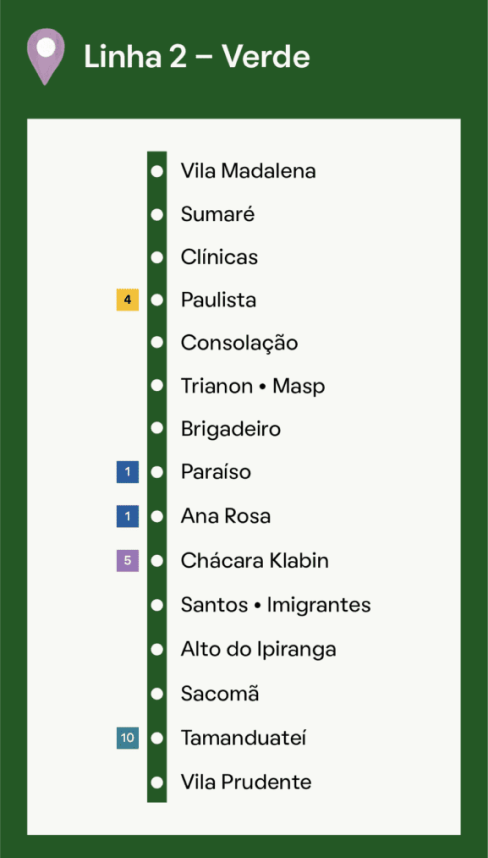 Linha 2 – Verde
Vila Madalena
Sumaré
Clínicas
4 Paulista
Consolação
Trianon • Masp
Brigadeiro
1 Paraíso
1 Ana Rosa
5 Chácara Klabin
Santos • Imigrantes
Alto do Ipiranga
Sacomã
10 Tamanduateí
Vila Prudente